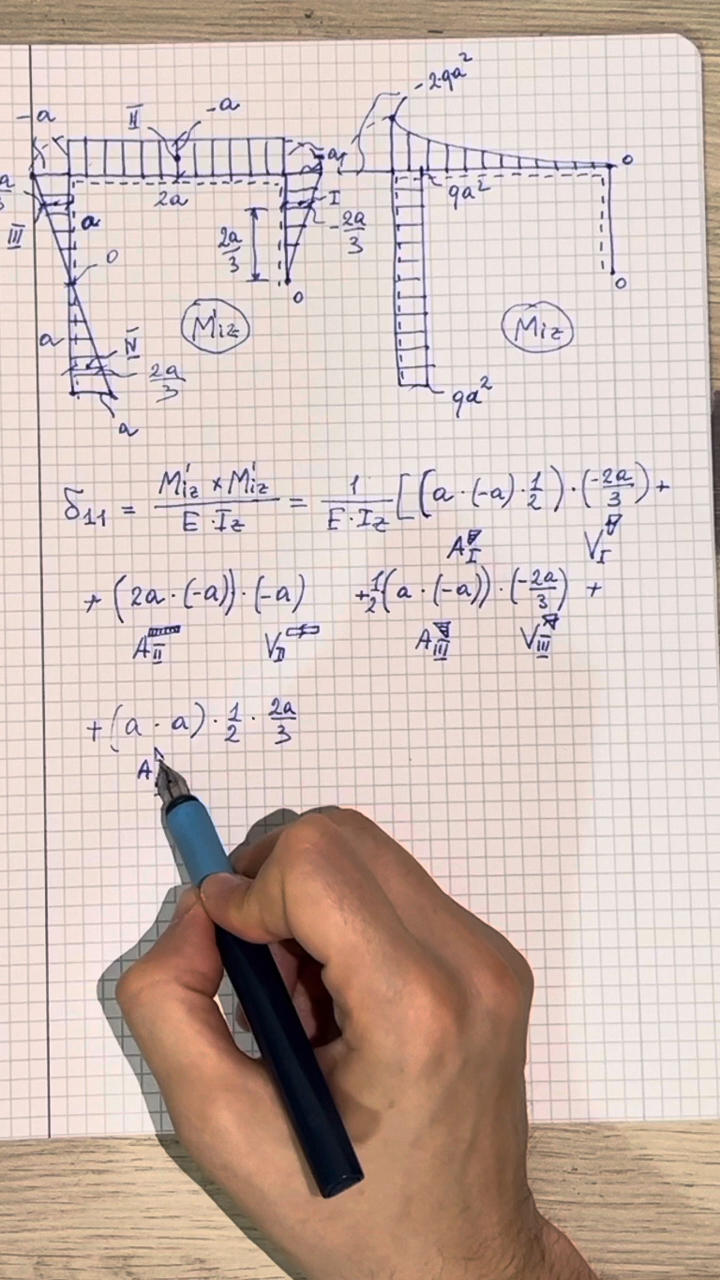 -a
II
-a
-2qa²
a
0
2a
a
I
III
a
2a/3
-2a/3
0
qa²
a
0
0
M'iz
Miz
IV
2a/3
a
qa²
δ₁₁ = M'iz × M'iz / E · Iz = 1 / E · Iz [ ( a · (-a) · 1/2 ) · ( -2a/3 ) +
A_I V_I
+ ( 2a · (-a) ) · (-a) + 1/2 ( a · (-a) ) · ( -2a/3 ) +
A_II V_II A_III V_III
+ ( a · a ) · 1/2 · 2a/3
A